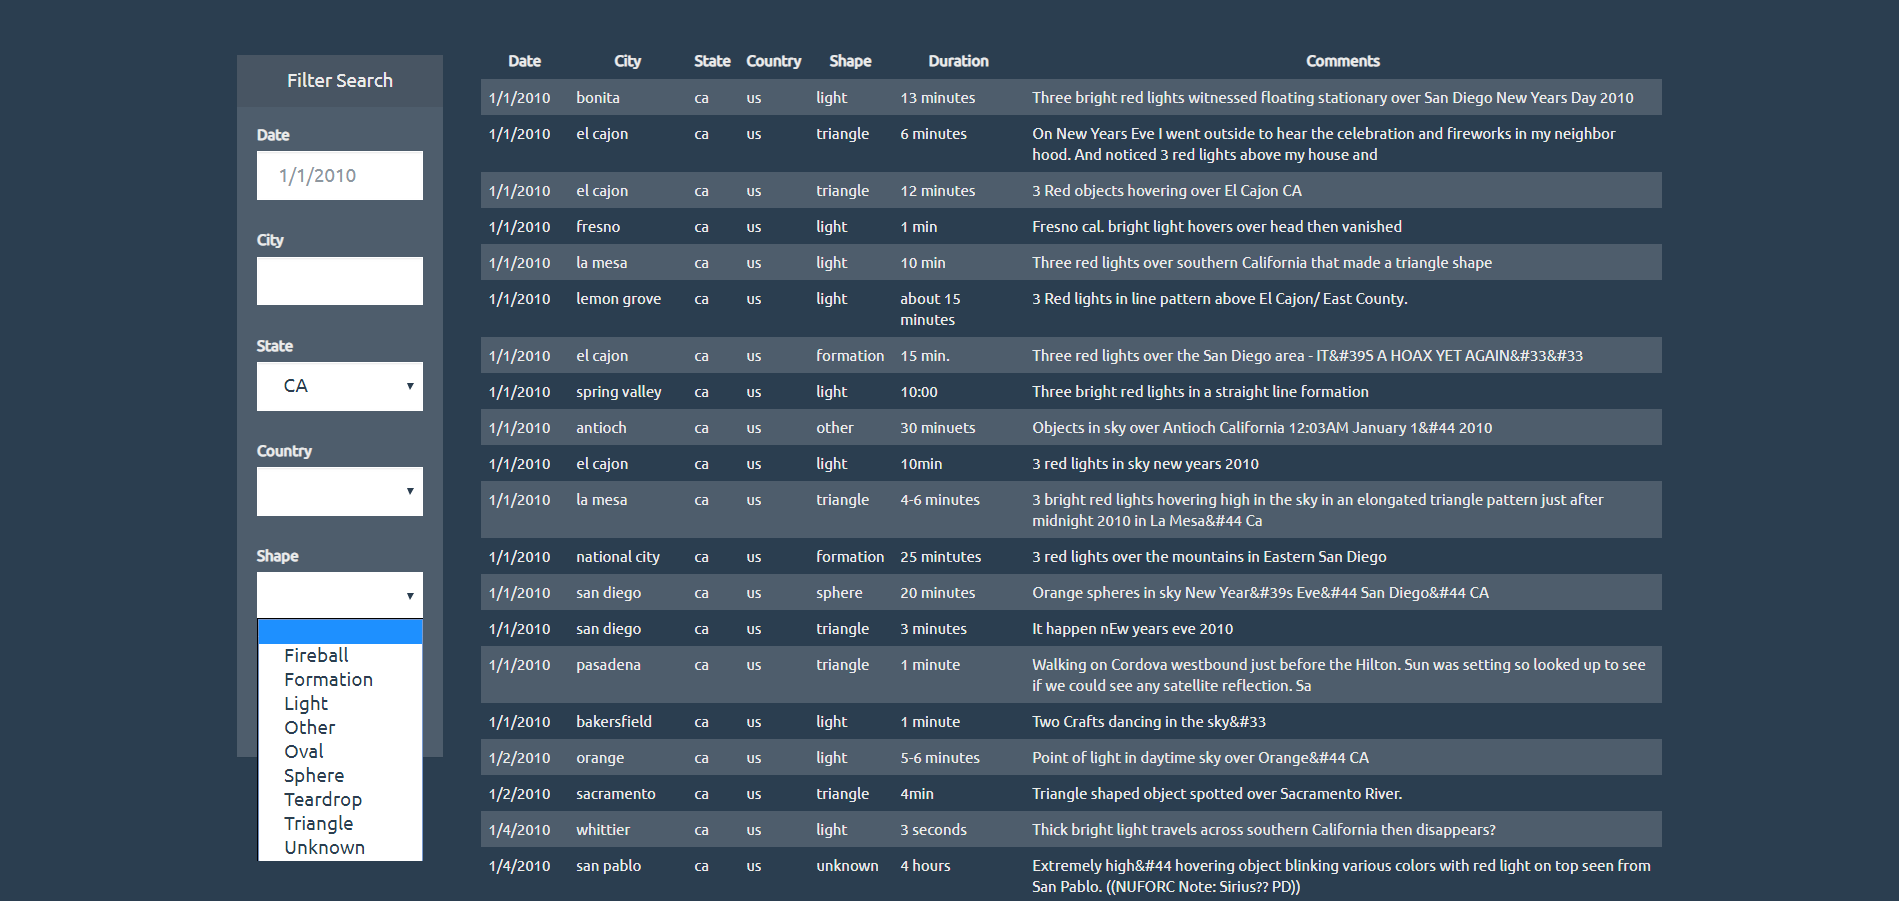 Filter Search
Date
1/1/2010
City
State
CA
Country
Shape
Fireball
Formation
Light
Other
Oval
Sphere
Teardrop
Triangle
Unknown
Date City State Country Shape Duration Comments
1/1/2010 bonita ca us light 13 minutes Three bright red lights witnessed floating stationary over San Diego New Years Day 2010
1/1/2010 el cajon ca us triangle 6 minutes On New Years Eve I went outside to hear the celebration and fireworks in my neighbor
hood. And noticed 3 red lights above my house and
1/1/2010 el cajon ca us triangle 12 minutes 3 Red objects hovering over El Cajon CA
1/1/2010 fresno ca us light 1 min Fresno cal. bright light hovers over head then vanished
1/1/2010 la mesa ca us light 10 min Three red lights over southern California that made a triangle shape
1/1/2010 lemon grove ca us light about 15 3 Red lights in line pattern above El Cajon/ East County.
minutes
1/1/2010 el cajon ca us formation 15 min. Three red lights over the San Diego area - IT&#39S A HOAX YET AGAIN&#33&#33
1/1/2010 spring valley ca us light 10:00 Three bright red lights in a straight line formation
1/1/2010 antioch ca us other 30 minuets Objects in sky over Antioch California 12:03AM January 1&#44 2010
1/1/2010 el cajon ca us light 10min 3 red lights in sky new years 2010
1/1/2010 la mesa ca us triangle 4-6 minutes 3 bright red lights hovering high in the sky in an elongated triangle pattern just after
midnight 2010 in La Mesa&#44 Ca
1/1/2010 national city ca us formation 25 mintutes 3 red lights over the mountains in Eastern San Diego
1/1/2010 san diego ca us sphere 20 minutes Orange spheres in sky New Year&#39s Eve&#44 San Diego&#44 CA
1/1/2010 san diego ca us triangle 3 minutes It happen nEw years eve 2010
1/1/2010 pasadena ca us triangle 1 minute Walking on Cordova westbound just before the Hilton. Sun was setting so looked up to see
if we could see any satellite reflection. Sa
1/1/2010 bakersfield ca us light 1 minute Two Crafts dancing in the sky&#33
1/2/2010 orange ca us light 5-6 minutes Point of light in daytime sky over Orange&#44 CA
1/2/2010 sacramento ca us triangle 4min Triangle shaped object spotted over Sacramento River.
1/4/2010 whittier ca us light 3 seconds Thick bright light travels across southern California then disappears?
1/4/2010 san pablo ca us unknown 4 hours Extremely high&#44 hovering object blinking various colors with red light on top seen from
San Pablo. ((NUFORC Note: Sirius?? PD))